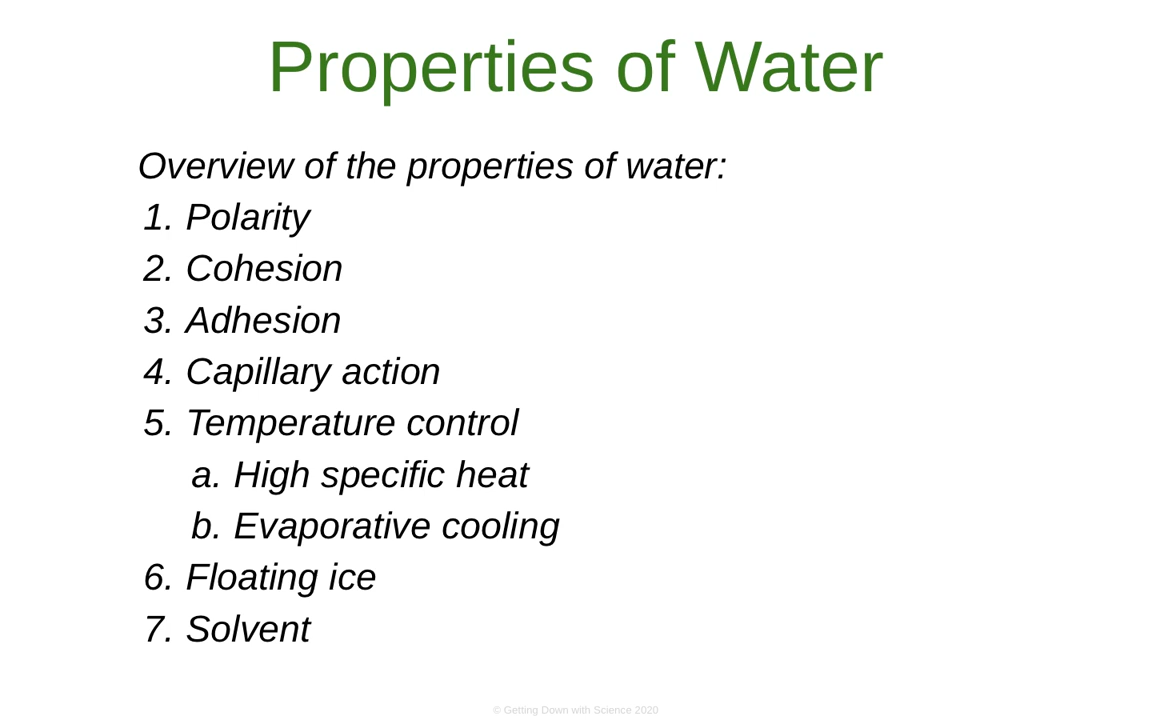 Properties of Water
Overview of the properties of water:
1. Polarity
2. Cohesion
3. Adhesion
4. Capillary action
5. Temperature control
a. High specific heat
b. Evaporative cooling
6. Floating ice
7. Solvent
© Getting Down with Science 2020